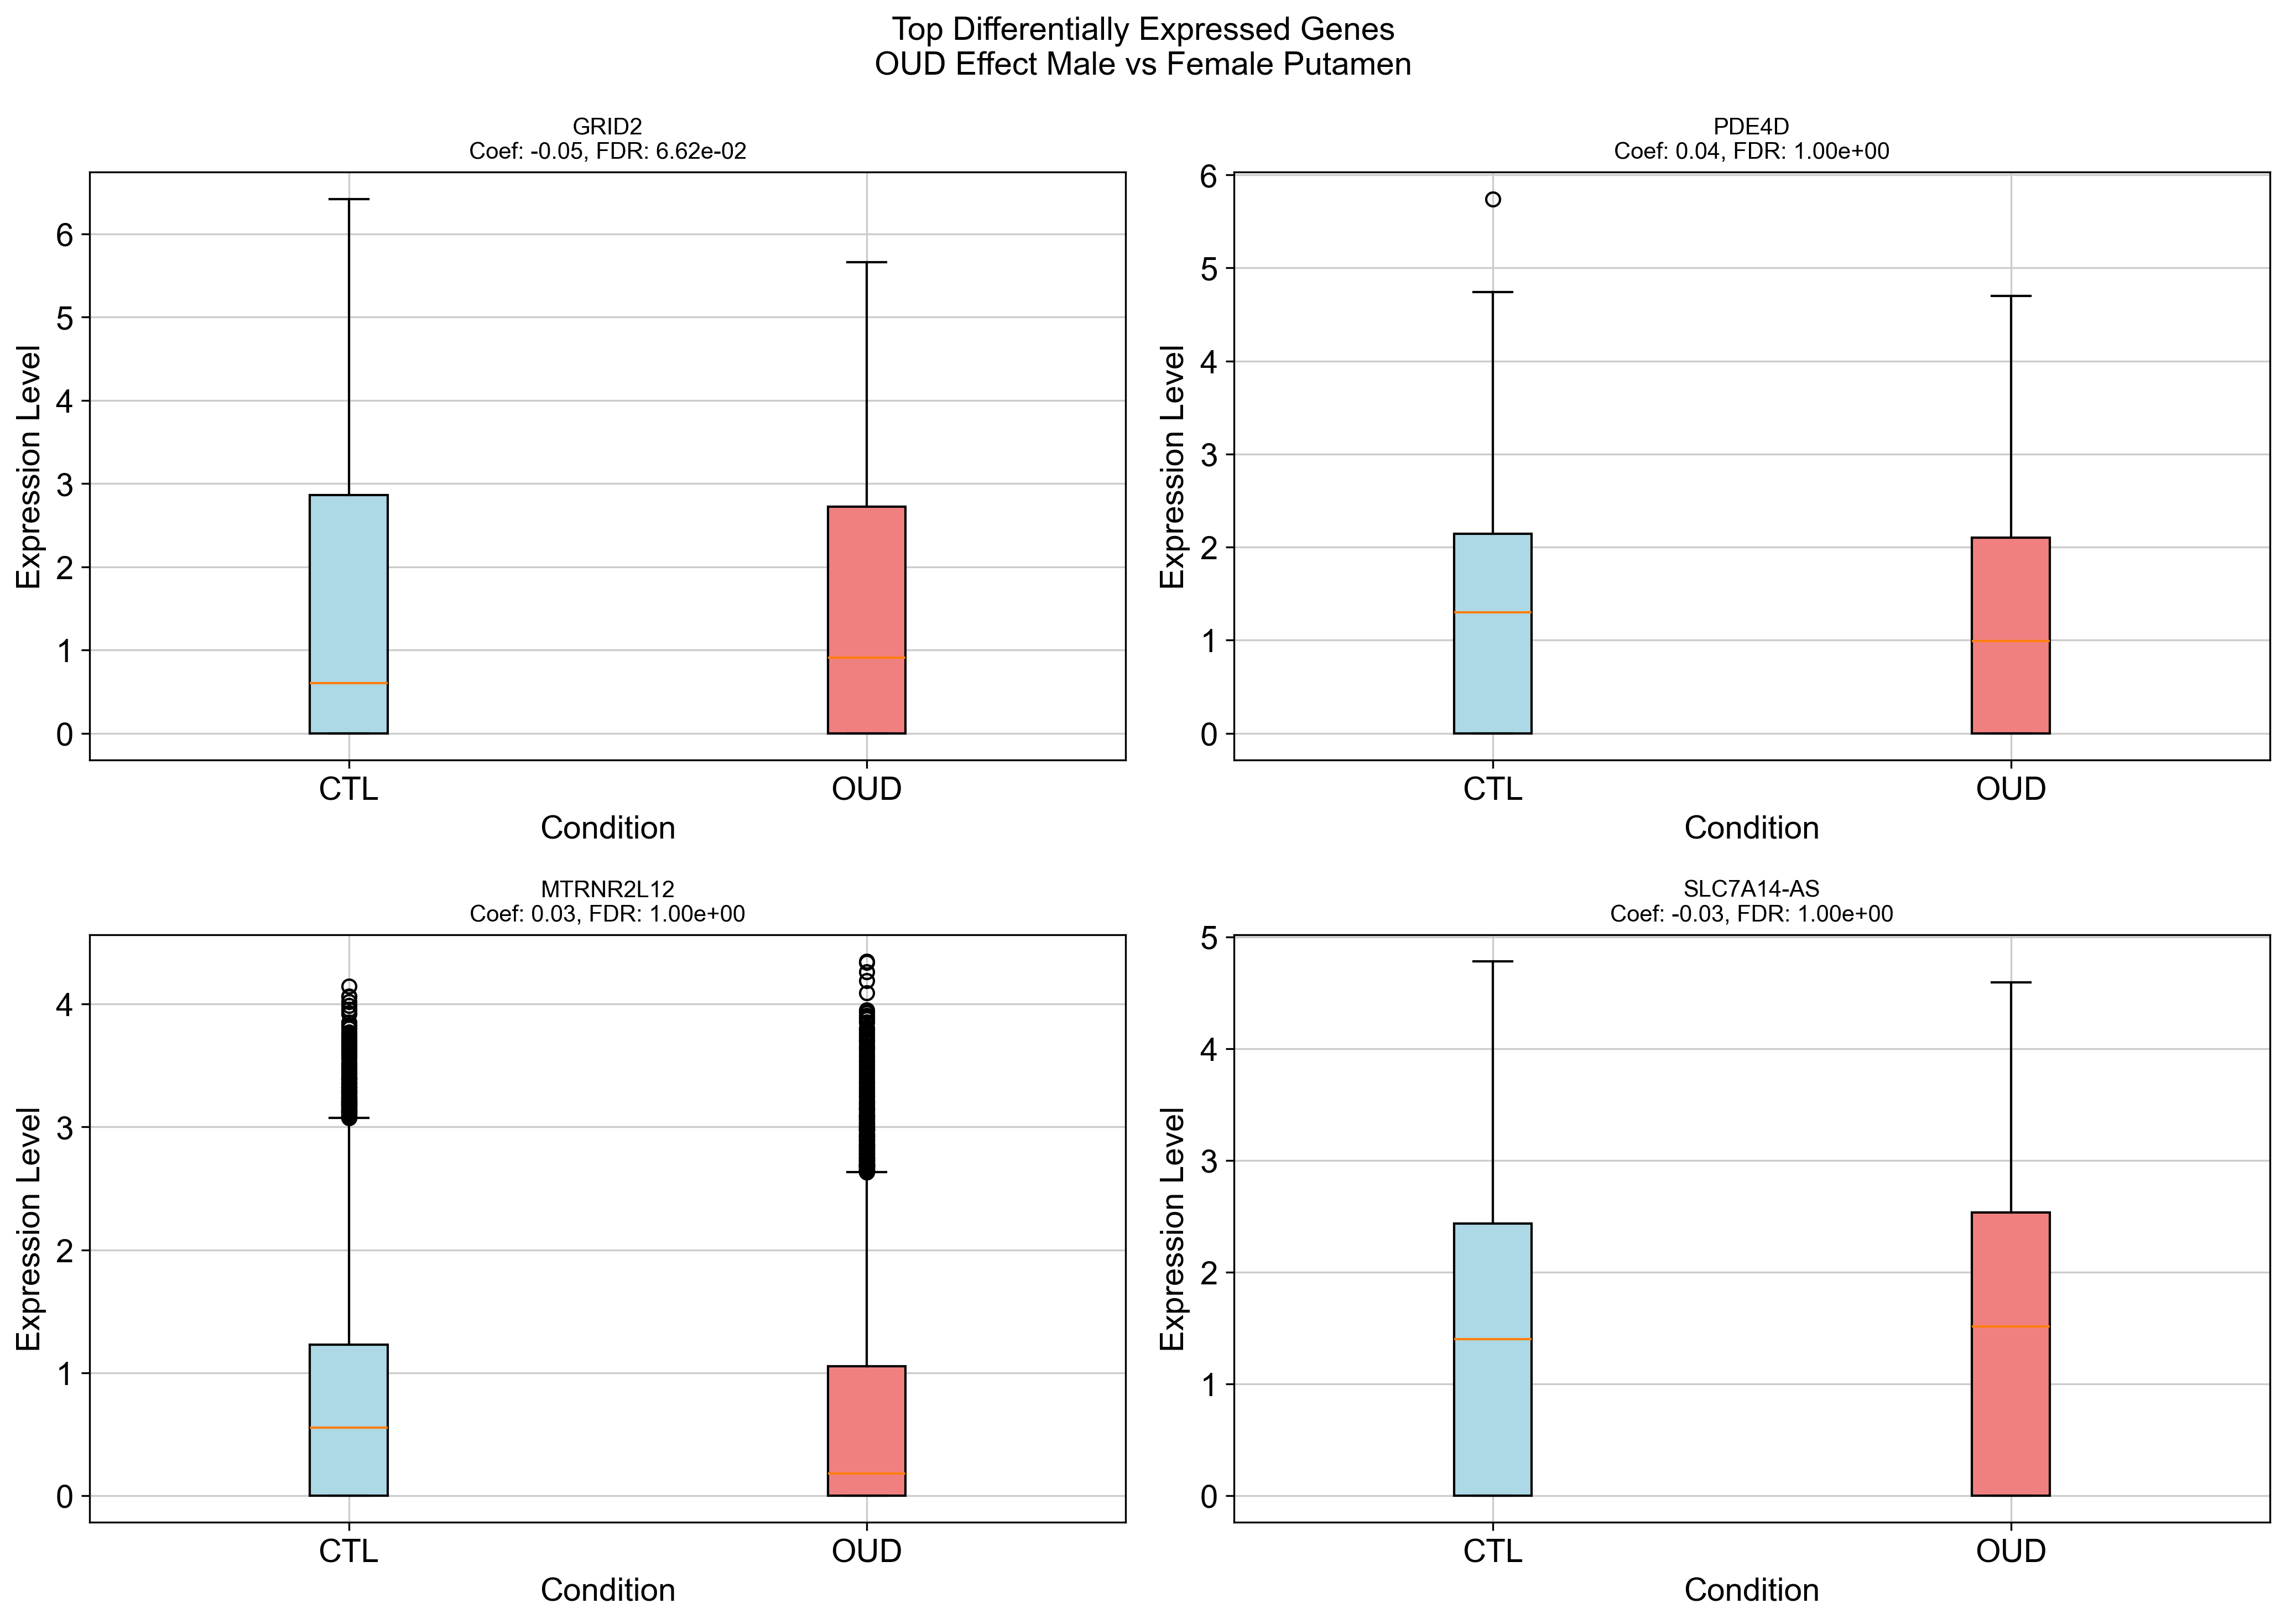 Top Differentially Expressed Genes
OUD Effect Male vs Female Putamen
GRID2
Coef: -0.05, FDR: 6.62e-02
Expression Level
6
5
4
3
2
1
0
CTL
OUD
Condition
PDE4D
Coef: 0.04, FDR: 1.00e+00
Expression Level
6
5
4
3
2
1
0
CTL
OUD
Condition
MTRNR2L12
Coef: 0.03, FDR: 1.00e+00
Expression Level
4
3
2
1
0
CTL
OUD
Condition
SLC7A14-AS
Coef: -0.03, FDR: 1.00e+00
Expression Level
5
4
3
2
1
0
CTL
OUD
Condition